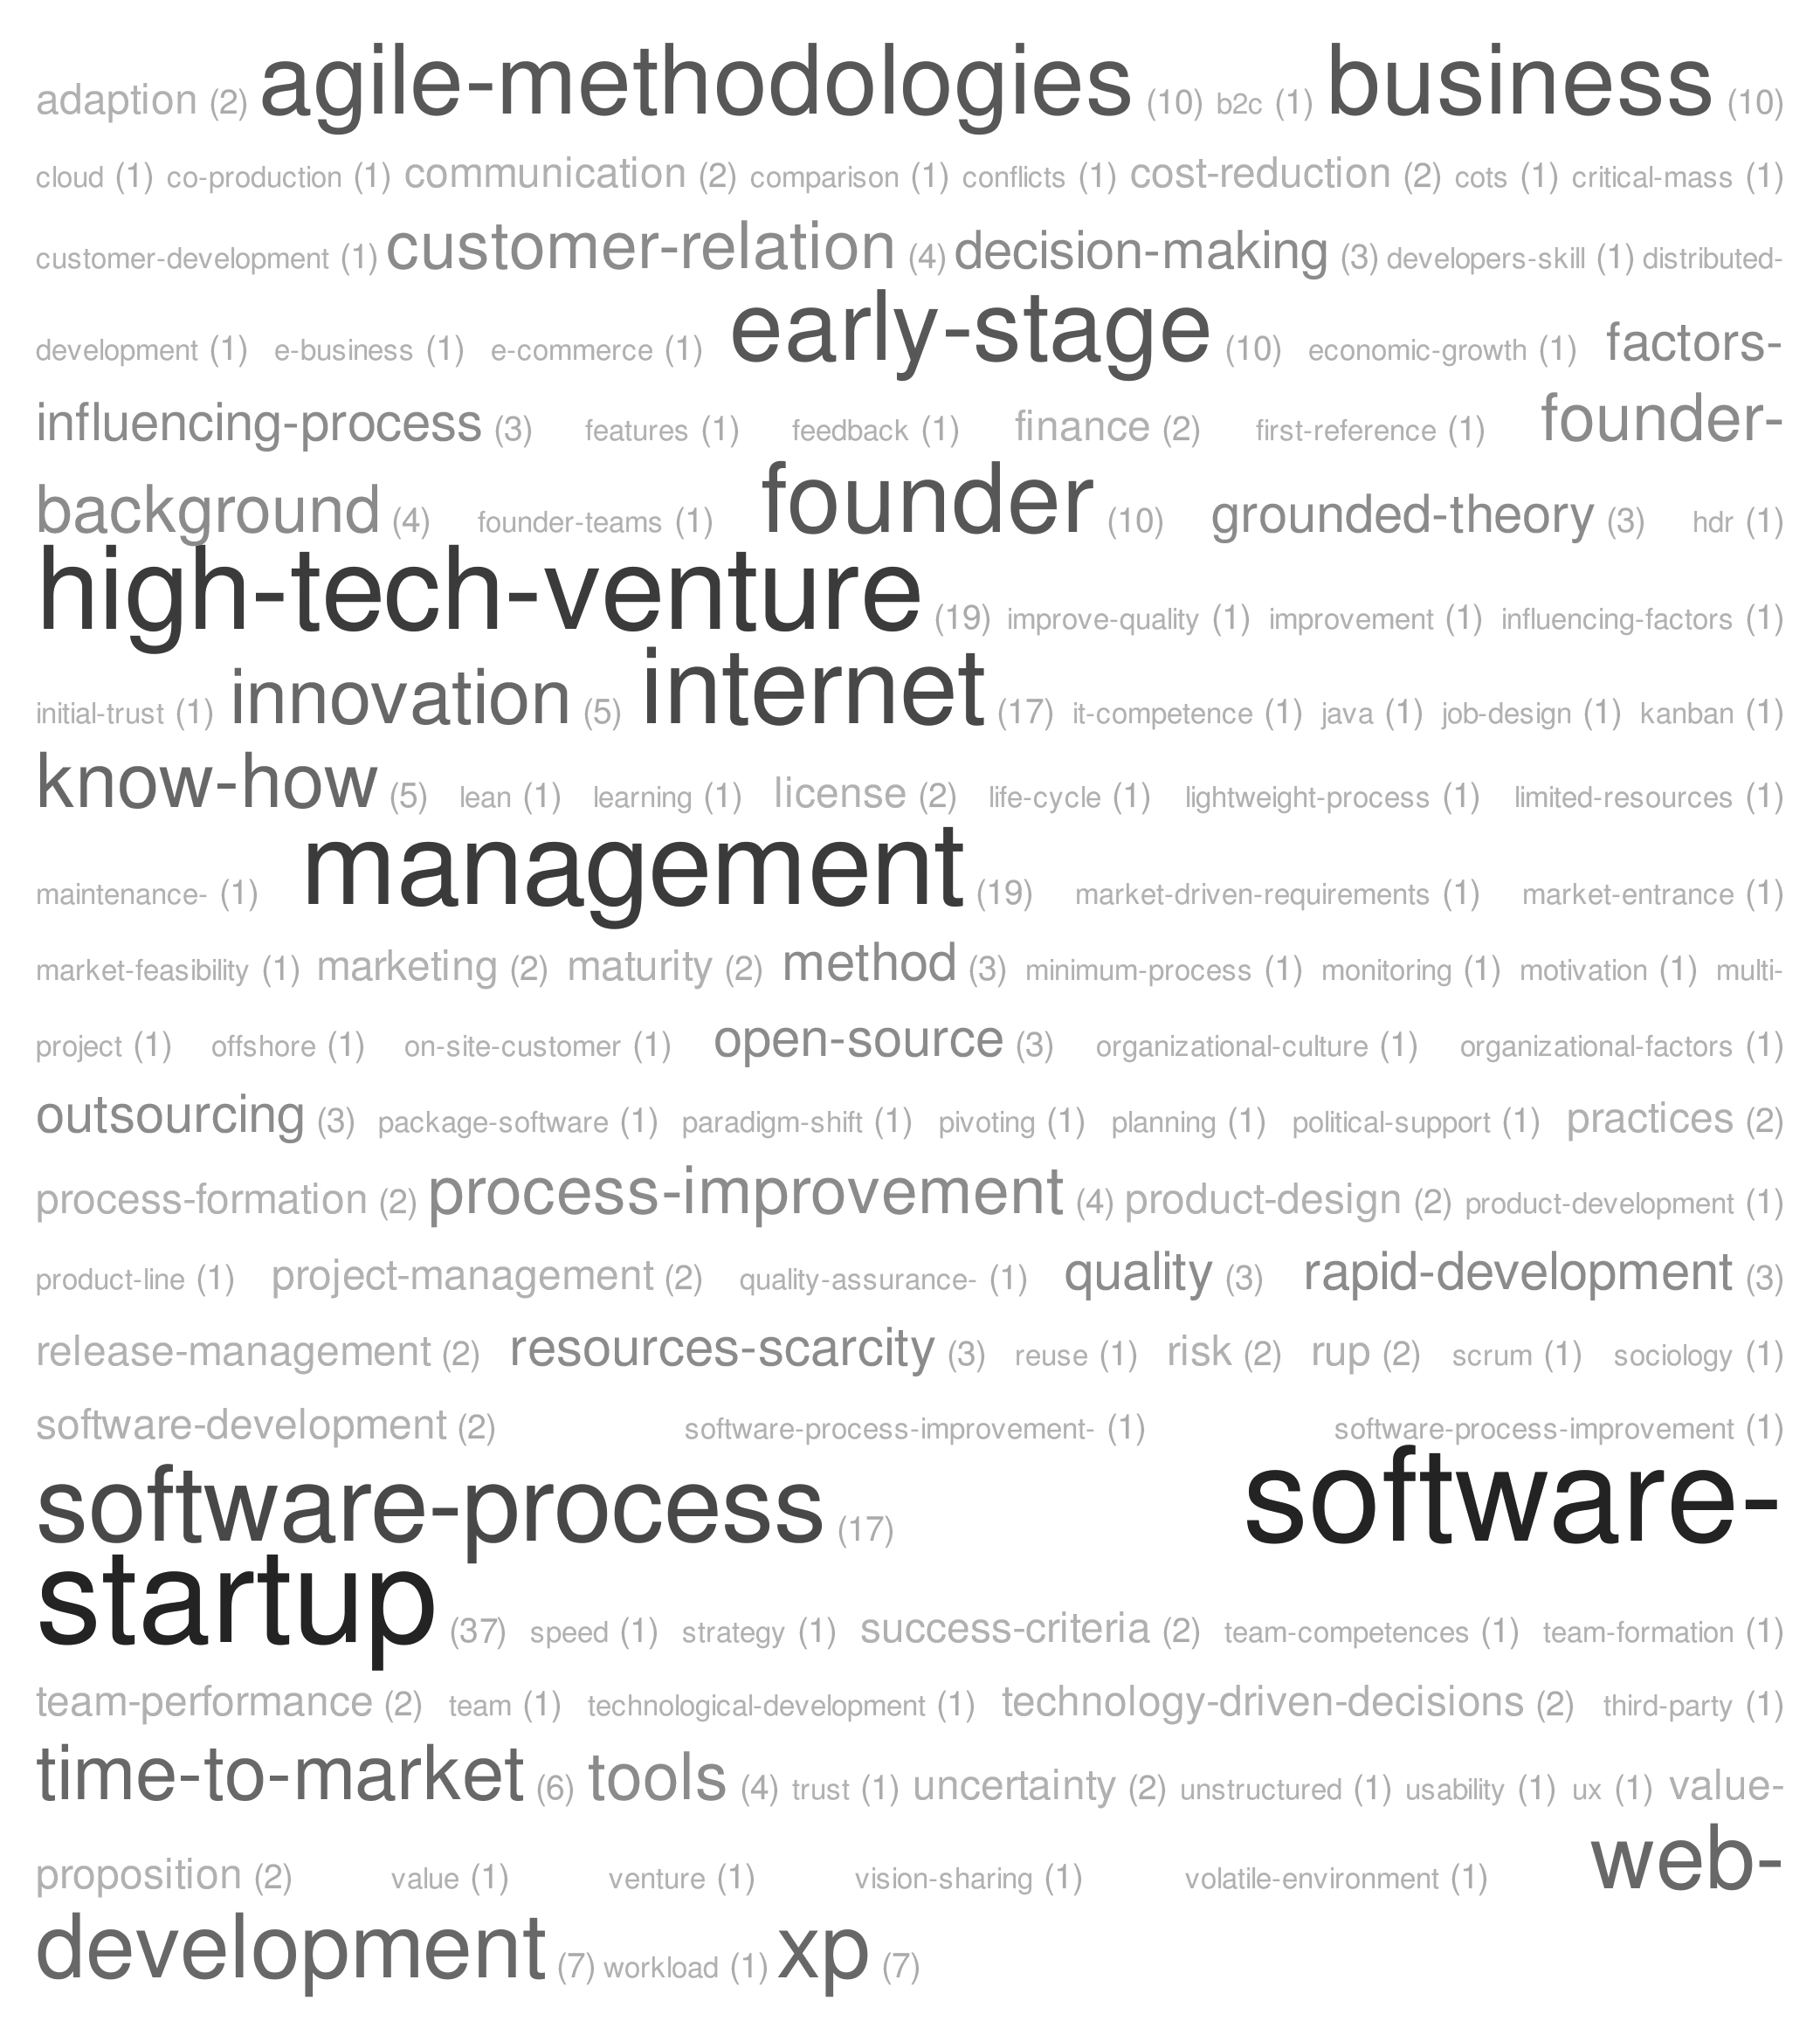 adaption (2) agile-methodologies (10) b2c (1) business (10)
cloud (1) co-production (1) communication (2) comparison (1) conflicts (1) cost-reduction (2) cots (1) critical-mass (1)
customer-development (1) customer-relation (4) decision-making (3) developers-skill (1) distributed-
development (1) e-business (1) e-commerce (1) early-stage (10) economic-growth (1) factors-
influencing-process (3) features (1) feedback (1) finance (2) first-reference (1) founder-
background (4) founder-teams (1) founder (10) grounded-theory (3) hdr (1)
high-tech-venture (19) improve-quality (1) improvement (1) influencing-factors (1)
initial-trust (1) innovation (5) internet (17) it-competence (1) java (1) job-design (1) kanban (1)
know-how (5) lean (1) learning (1) license (2) life-cycle (1) lightweight-process (1) limited-resources (1)
maintenance- (1) management (19) market-driven-requirements (1) market-entrance (1)
market-feasibility (1) marketing (2) maturity (2) method (3) minimum-process (1) monitoring (1) motivation (1) multi-
project (1) offshore (1) on-site-customer (1) open-source (3) organizational-culture (1) organizational-factors (1)
outsourcing (3) package-software (1) paradigm-shift (1) pivoting (1) planning (1) political-support (1) practices (2)
process-formation (2) process-improvement (4) product-design (2) product-development (1)
product-line (1) project-management (2) quality-assurance- (1) quality (3) rapid-development (3)
release-management (2) resources-scarcity (3) reuse (1) risk (2) rup (2) scrum (1) sociology (1)
software-development (2) software-process-improvement- (1) software-process-improvement (1)
software-process (17) software-
startup (37) speed (1) strategy (1) success-criteria (2) team-competences (1) team-formation (1)
team-performance (2) team (1) technological-development (1) technology-driven-decisions (2) third-party (1)
time-to-market (6) tools (4) trust (1) uncertainty (2) unstructured (1) usability (1) ux (1) value-
proposition (2) value (1) venture (1) vision-sharing (1) volatile-environment (1) web-
development (7) workload (1) xp (7)